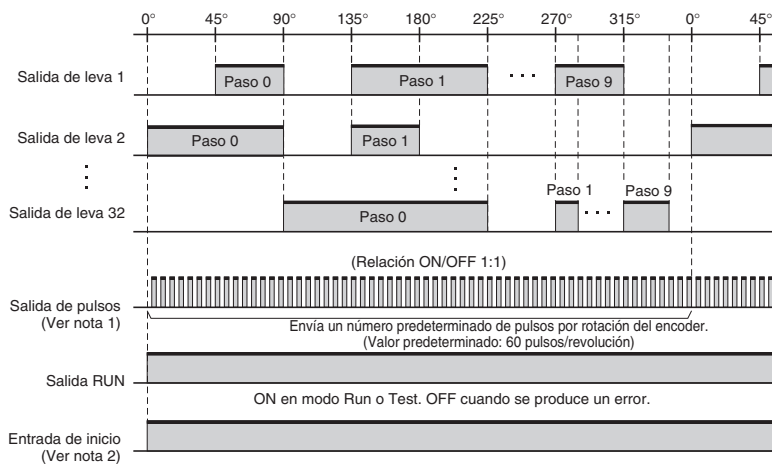 0° 45° 90° 135° 180° 225° 270° 315° 0° 45°
Salida de leva 1
Paso 0
Paso 1
Paso 9
Salida de leva 2
Paso 0
Paso 1
Salida de leva 32
Paso 0
Paso 1
Paso 9
(Relación ON/OFF 1:1)
Salida de pulsos
(Ver nota 1)
Envía un número predeterminado de pulsos por rotación del encoder.
(Valor predeterminado: 60 pulsos/revolución)
Salida RUN
ON en modo Run o Test. OFF cuando se produce un error.
Entrada de inicio
(Ver nota 2)